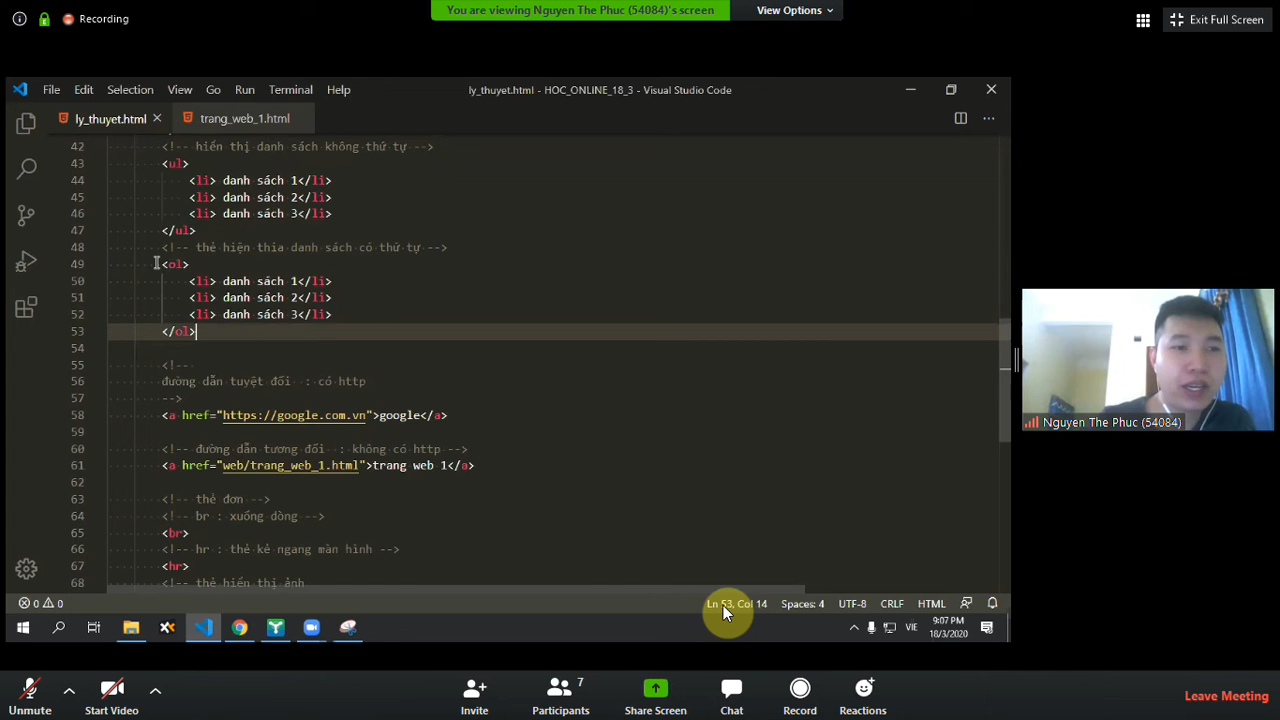 Recording
You are viewing Nguyen The Phuc (54084)'s screen
View Options
Exit Full Screen
File Edit Selection View Go Run Terminal Help
ly_thuyet.html - HOC_ONLINE_18_3 - Visual Studio Code
ly_thuyet.html
trang_web_1.html
42 <!-- hiển thị danh sách không thứ tự -->
43 <ul>
44 <li> danh sách 1</li>
45 <li> danh sách 2</li>
46 <li> danh sách 3</li>
47 </ul>
48 <!-- thẻ hiện thia danh sách có thứ tự -->
49 <ol>
50 <li> danh sách 1</li>
51 <li> danh sách 2</li>
52 <li> danh sách 3</li>
53 </ol>
54
55 <!--
56 đường dẫn tuyệt đối : có http
57 -->
58 <a href="https://google.com.vn">google</a>
59
60 <!-- đường dẫn tương đối : không có http -->
61 <a href="web/trang_web_1.html">trang web 1</a>
62
63 <!-- thẻ đơn -->
64 <!-- br : xuống dòng -->
65 <br>
66 <!-- hr : thẻ kẻ ngang màn hình -->
67 <hr>
68 <!-- thẻ hiển thị ảnh
Nguyen The Phuc (54084)
0 0
Ln 53, Col 14
Spaces: 4
UTF-8
CRLF
HTML
VIE
9:07 PM
18/3/2020
Unmute
Start Video
Invite
7
Participants
Share Screen
Chat
Record
Reactions
Leave Meeting